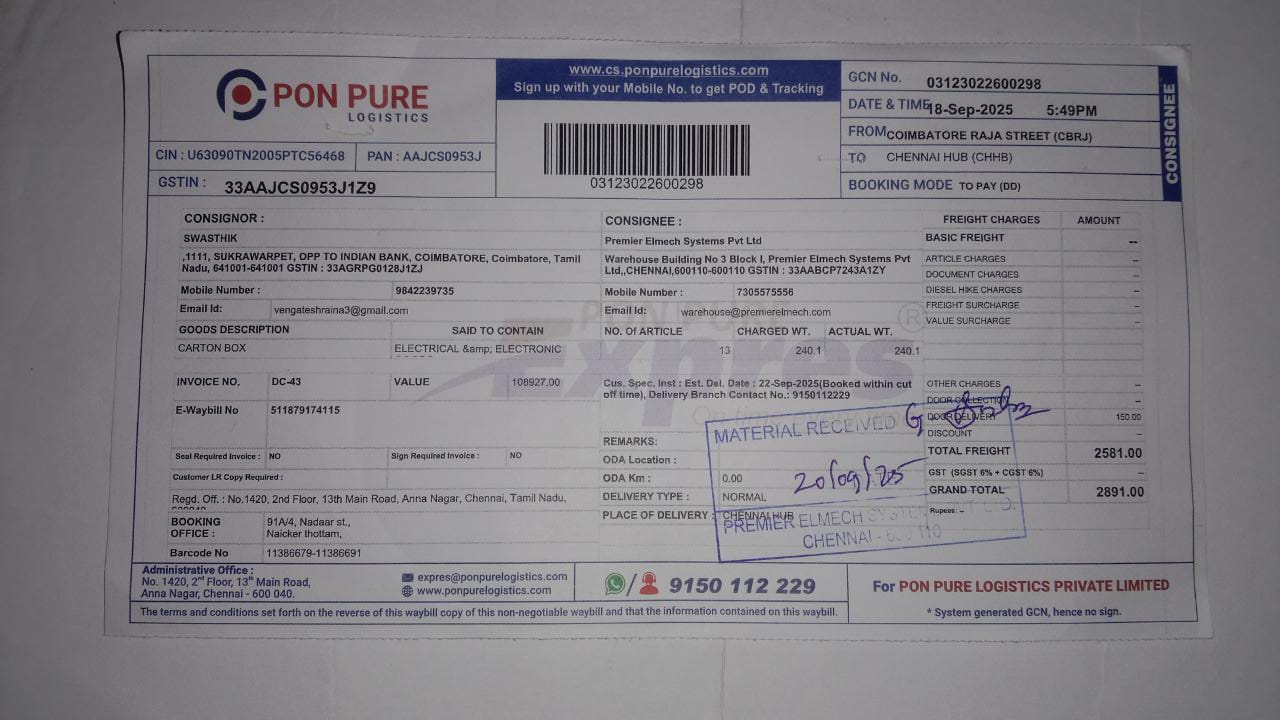 PON PURE
LOGISTICS
www.cs.ponpurelogistics.com
Sign up with your Mobile No. to get POD & Tracking
03123022600298
CIN : U63090TN2005PTC56468 PAN : AAJCS0953J
GSTIN : 33AAJCS0953J1Z9
GCN No. 03123022600298
DATE & TIME 18-Sep-2025 5:49PM
FROM COIMBATORE RAJA STREET (CBRJ)
TO CHENNAI HUB (CHHB)
BOOKING MODE TO PAY (DD)
CONSIGNEE
CONSIGNOR :
SWASTHIK
,1111, SUKRAWARPET, OPP TO INDIAN BANK, COIMBATORE, Coimbatore, Tamil
Nadu, 641001-641001 GSTIN : 33AGRPG0128J1ZJ
Mobile Number : 9842239735
Email Id: vengateshraina3@gmail.com
CONSIGNEE :
Premier Elmech Systems Pvt Ltd
Warehouse Building No 3 Block I, Premier Elmech Systems Pvt
Ltd,,CHENNAI,600110-600110 GSTIN : 33AABCP7243A1ZY
Mobile Number : 7305575556
Email Id: warehouse@premierelmech.com
GOODS DESCRIPTION SAID TO CONTAIN NO. Of ARTICLE CHARGED WT. ACTUAL WT.
CARTON BOX ELECTRICAL &amp; ELECTRONIC 13 240.1 240.1
INVOICE NO. DC-43 VALUE 108927.00
E-Waybill No 511879174115
Cus. Spec. Inst : Est. Del. Date : 22-Sep-2025(Booked within cut
off time), Delivery Branch Contact No.: 9150112229
Seal Required Invoice : NO Sign Required Invoice : NO
Customer LR Copy Required :
Regd. Off. : No.1420, 2nd Floor, 13th Main Road, Anna Nagar, Chennai, Tamil Nadu,
BOOKING OFFICE : 91A/4, Nadaar st.,
Naicker thottam,
Barcode No 11386679-11386691
REMARKS:
ODA Location :
ODA Km : 0.00
DELIVERY TYPE : NORMAL
PLACE OF DELIVERY : CHENNAI HUB
FREIGHT CHARGES AMOUNT
BASIC FREIGHT --
ARTICLE CHARGES --
DOCUMENT CHARGES --
DIESEL HIKE CHARGES --
FREIGHT SURCHARGE --
VALUE SURCHARGE --
OTHER CHARGES --
DOOR COLLECTION --
DOOR DELIVERY 150.00
DISCOUNT --
TOTAL FREIGHT 2581.00
GST (SGST 6% + CGST 6%) --
GRAND TOTAL 2891.00
Rupees: --
MATERIAL RECEIVED
20/09/25
PREMIER ELMECH SYSTEMS PVT LTD.
CHENNAI - 600 110
PON PURE
Expres
®
Administrative Office :
No. 1420, 2nd Floor, 13th Main Road,
Anna Nagar, Chennai - 600 040.
expres@ponpurelogistics.com
www.ponpurelogistics.com
9150 112 229
For PON PURE LOGISTICS PRIVATE LIMITED
* System generated GCN, hence no sign.
The terms and conditions set forth on the reverse of this waybill copy of this non-negotiable waybill and that the information contained on this waybill.